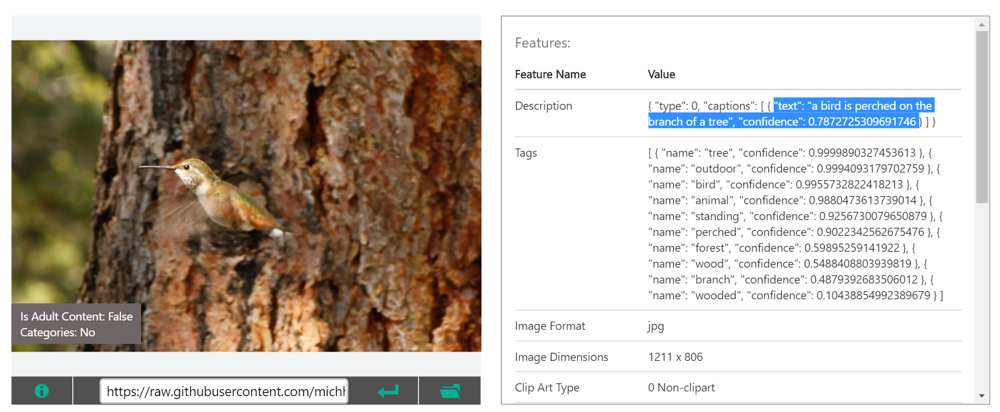 Is Adult Content: False
Categories: No
https://raw.githubusercontent.com/mich
Features:
Feature Name Value
Description { "type": 0, "captions": [ { "text": "a bird is perched on the
branch of a tree", "confidence": 0.7872725309691746 } ] }
Tags [ { "name": "tree", "confidence": 0.9999890327453613 }, {
"name": "outdoor", "confidence": 0.9994093179702759 }, {
"name": "bird", "confidence": 0.9955732822418213 }, {
"name": "animal", "confidence": 0.9880473613739014 }, {
"name": "standing", "confidence": 0.9256730079650879 }, {
"name": "perched", "confidence": 0.9022342562675476 }, {
"name": "forest", "confidence": 0.59895259141922 }, {
"name": "wood", "confidence": 0.5488408803939819 }, {
"name": "branch", "confidence": 0.4879392683506012 }, {
"name": "wooded", "confidence": 0.10438854992389679 } ]
Image Format jpg
Image Dimensions 1211 x 806
Clip Art Type 0 Non-clipart